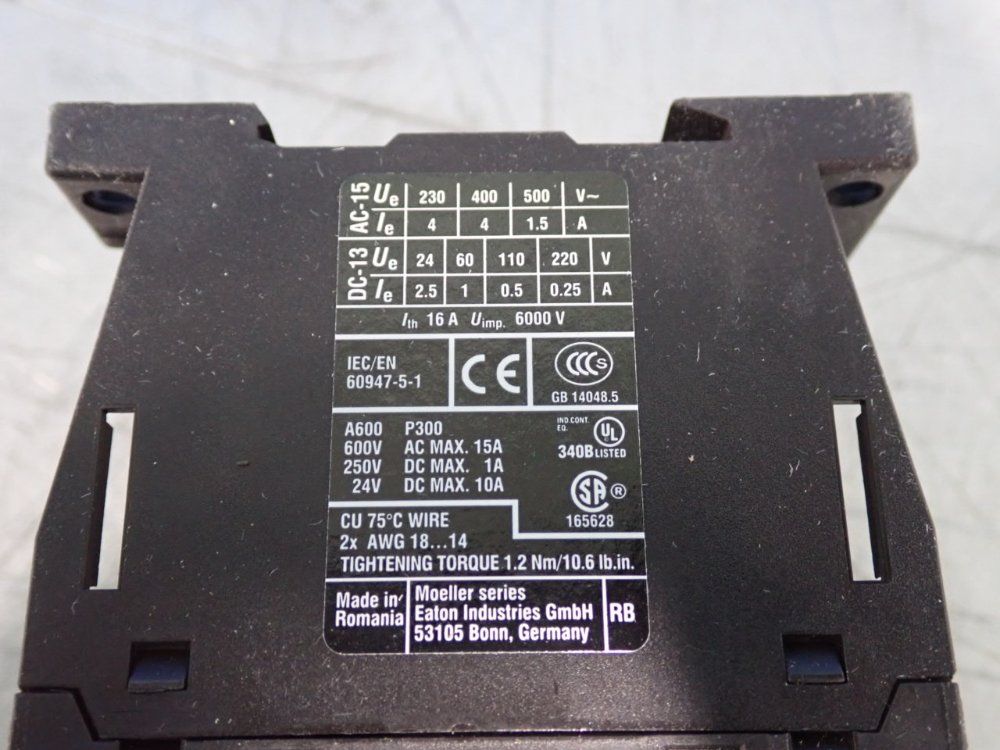 AC-15 Ue 230 400 500 V~
Ie 4 4 1.5 A
DC-13 Ue 24 60 110 220 V
Ie 2.5 1 0.5 0.25 A
Ith 16 A Uimp. 6000 V
IEC/EN
60947-5-1
CE
CCC S
GB 14048.5
A600 P300
600V AC MAX. 15A
250V DC MAX. 1A
24V DC MAX. 10A
IND.CONT.
EQ.
UL
340B LISTED
SA ®
165628
CU 75°C WIRE
2x AWG 18...14
TIGHTENING TORQUE 1.2 Nm/10.6 lb.in.
Made in
Romania
Moeller series
Eaton Industries GmbH
53105 Bonn, Germany
RB